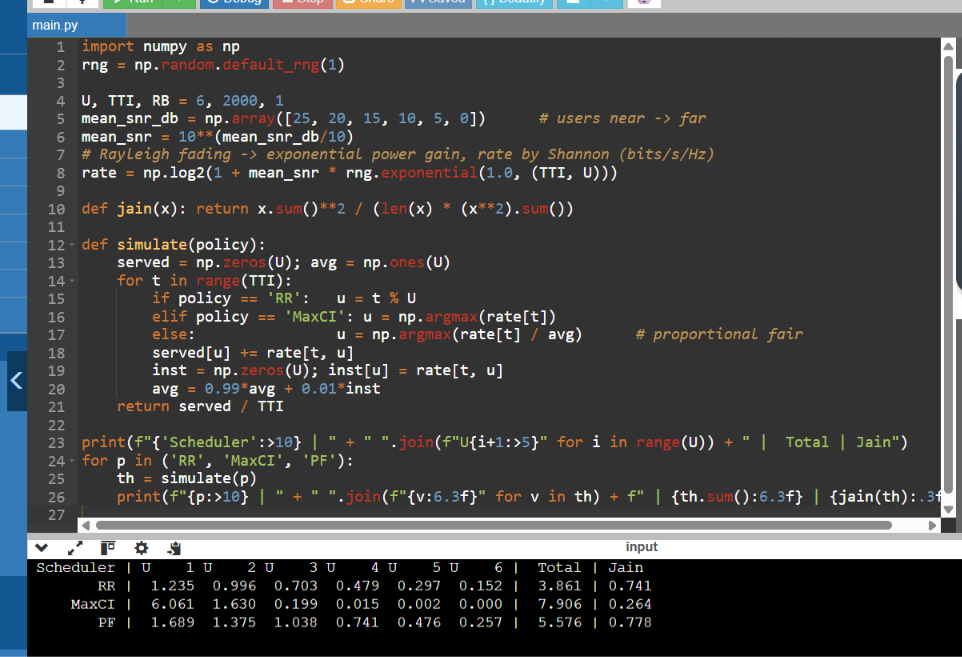 Run Debug Stop Share Saved { } Beautify
main.py
1 import numpy as np
2 rng = np.random.default_rng(1)
3
4 U, TTI, RB = 6, 2000, 1
5 mean_snr_db = np.array([25, 20, 15, 10, 5, 0])      # users near -> far
6 mean_snr = 10**(mean_snr_db/10)
7 # Rayleigh fading -> exponential power gain, rate by Shannon (bits/s/Hz)
8 rate = np.log2(1 + mean_snr * rng.exponential(1.0, (TTI, U)))
9
10 def jain(x): return x.sum()**2 / (len(x) * (x**2).sum())
11
12 def simulate(policy):
13     served = np.zeros(U); avg = np.ones(U)
14     for t in range(TTI):
15         if policy == 'RR':   u = t % U
16         elif policy == 'MaxCI': u = np.argmax(rate[t])
17         else:                u = np.argmax(rate[t] / avg)      # proportional fair
18         served[u] += rate[t, u]
19         inst = np.zeros(U); inst[u] = rate[t, u]
20         avg = 0.99*avg + 0.01*inst
21     return served / TTI
22
23 print(f"{'Scheduler':>10} | " + " ".join(f"U{i+1:>5}" for i in range(U)) + " |  Total | Jain")
24 for p in ('RR', 'MaxCI', 'PF'):
25     th = simulate(p)
26     print(f"{p:>10} | " + " ".join(f"{v:6.3f}" for v in th) + f" | {th.sum():6.3f} | {jain(th):.3f
27
input
Scheduler | U    1 U    2 U    3 U    4 U    5 U    6 |  Total | Jain
RR |  1.235  0.996  0.703  0.479  0.297  0.152 |  3.861 | 0.741
MaxCI |  6.061  1.630  0.199  0.015  0.002  0.000 |  7.906 | 0.264
PF |  1.689  1.375  1.038  0.741  0.476  0.257 |  5.576 | 0.778